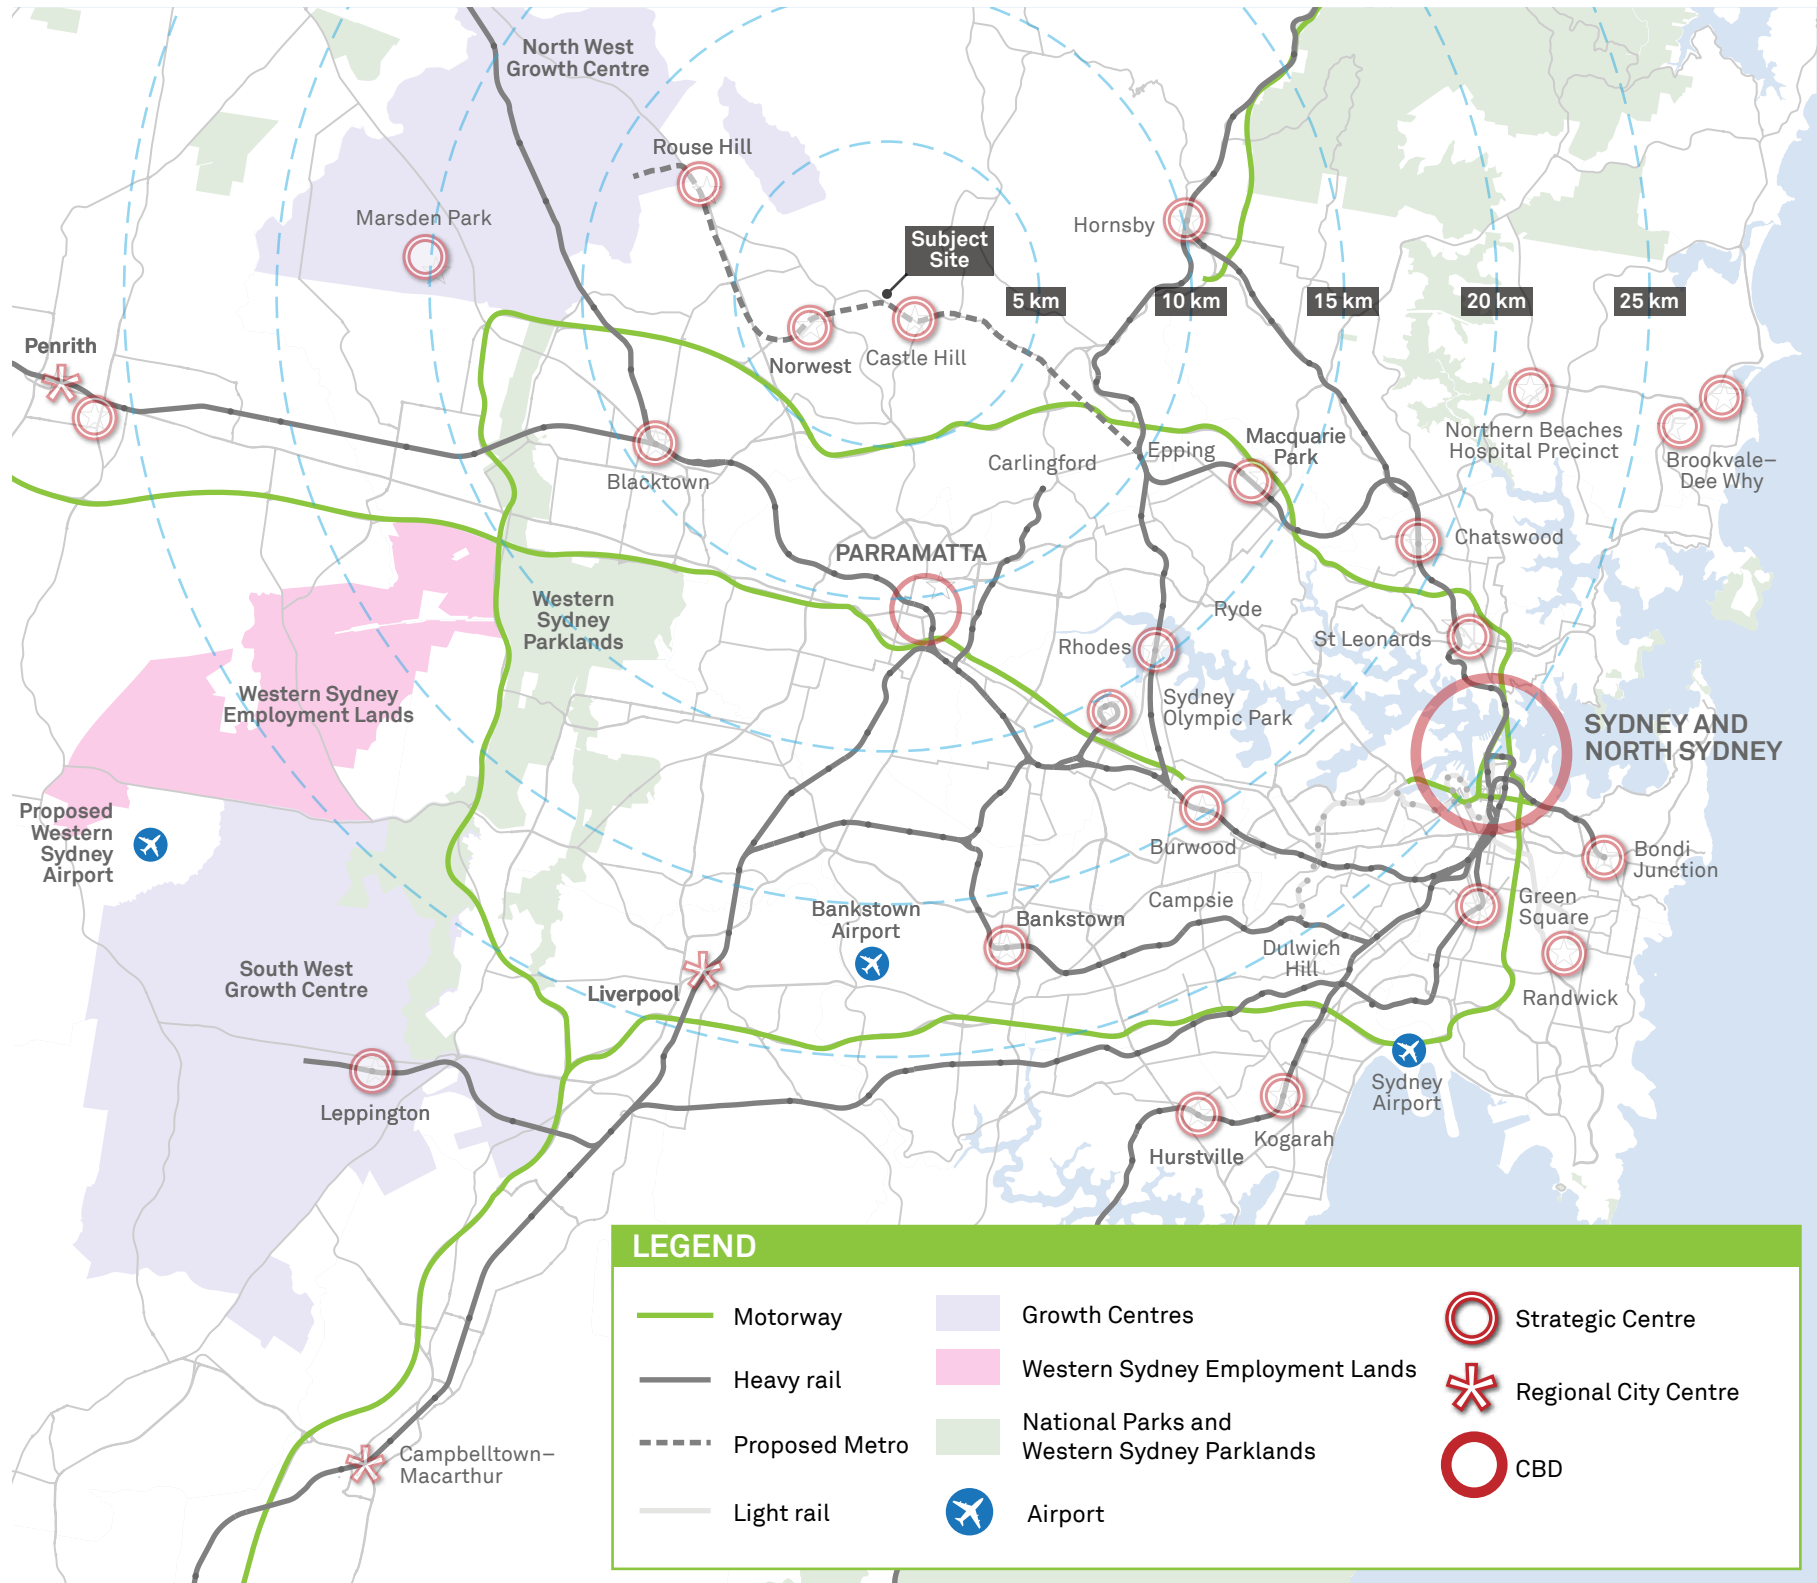 North West
Growth Centre
Rouse Hill
Marsden Park
Hornsby
Subject
Site
5 km
10 km
15 km
20 km
25 km
Penrith
Norwest
Castle Hill
Northern Beaches
Hospital Precinct
Brookvale–
Dee Why
Blacktown
Carlingford
Epping
Macquarie
Park
Chatswood
PARRAMATTA
Western
Sydney
Parklands
Ryde
Rhodes
St Leonards
Western Sydney
Employment Lands
Sydney
Olympic Park
SYDNEY AND
NORTH SYDNEY
Proposed
Western
Sydney
Airport
Burwood
Bondi
Junction
Bankstown
Airport
Bankstown
Campsie
Green
Square
Dulwich
Hill
South West
Growth Centre
Liverpool
Randwick
Leppington
Sydney
Airport
Kogarah
Hurstville
Campbelltown–
Macarthur
LEGEND
Motorway
Heavy rail
Proposed Metro
Light rail
Growth Centres
Western Sydney Employment Lands
National Parks and
Western Sydney Parklands
Airport
Strategic Centre
Regional City Centre
CBD